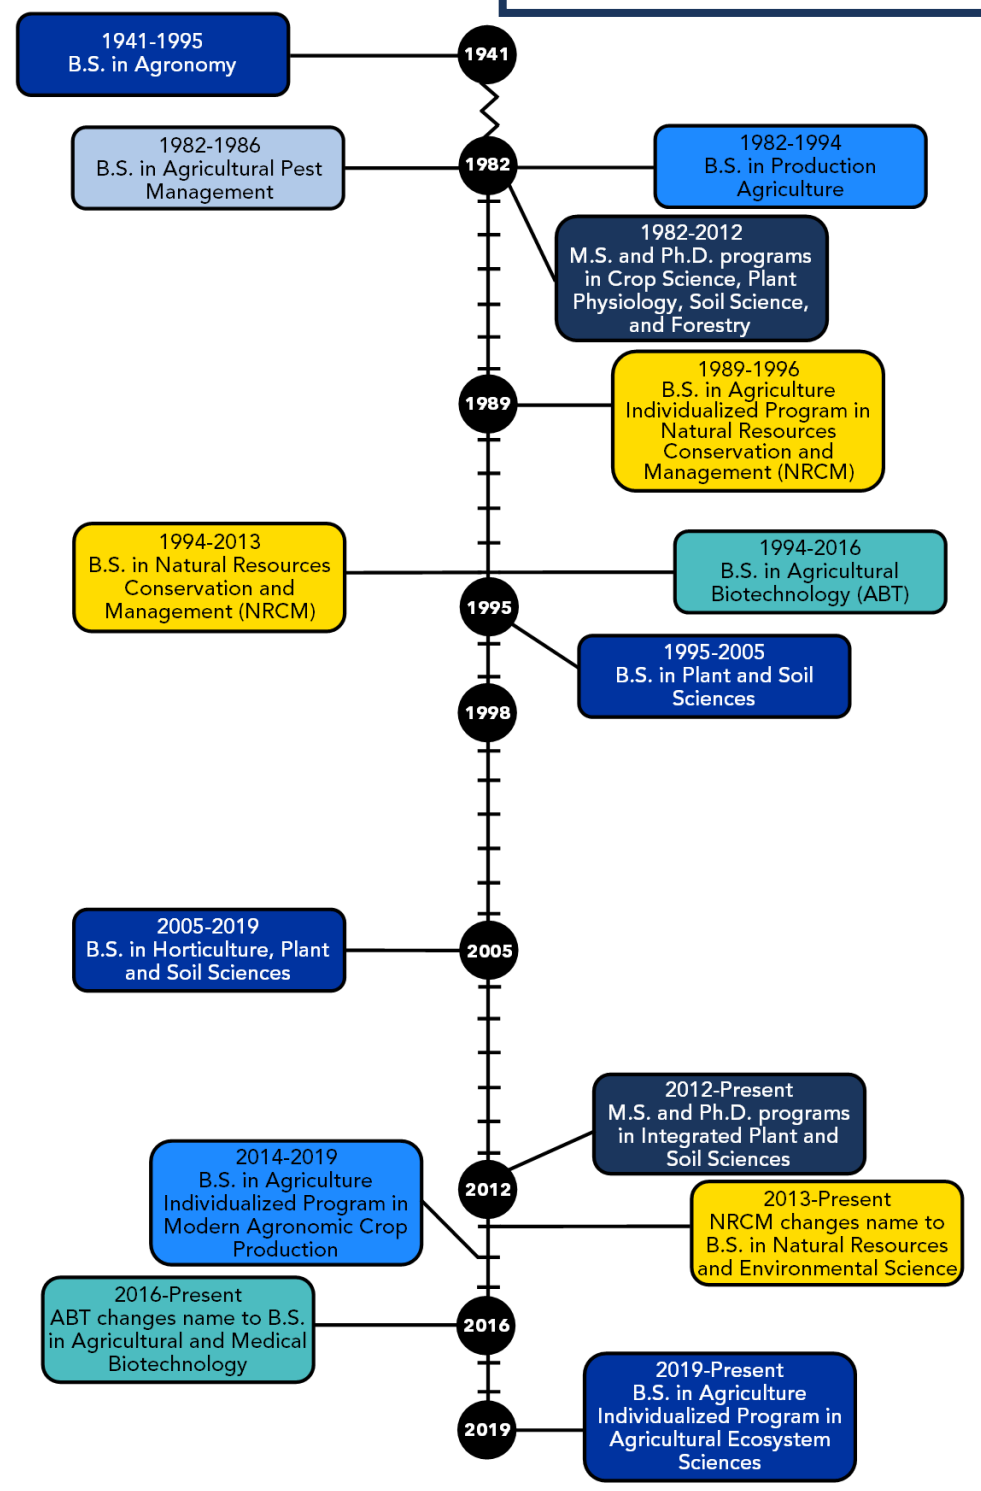 1941-1995
B.S. in Agronomy
1941
1982-1986
B.S. in Agricultural Pest
Management
1982
1982-1994
B.S. in Production
Agriculture
1982-2012
M.S. and Ph.D. programs
in Crop Science, Plant
Physiology, Soil Science,
and Forestry
1989
1989-1996
B.S. in Agriculture
Individualized Program in
Natural Resources
Conservation and
Management (NRCM)
1994-2013
B.S. in Natural Resources
Conservation and
Management (NRCM)
1994-2016
B.S. in Agricultural
Biotechnology (ABT)
1995
1995-2005
B.S. in Plant and Soil
Sciences
1998
2005-2019
B.S. in Horticulture, Plant
and Soil Sciences
2005
2012-Present
M.S. and Ph.D. programs
in Integrated Plant and
Soil Sciences
2012
2014-2019
B.S. in Agriculture
Individualized Program in
Modern Agronomic Crop
Production
2013-Present
NRCM changes name to
B.S. in Natural Resources
and Environmental Science
2016-Present
ABT changes name to B.S.
in Agricultural and Medical
Biotechnology
2016
2019-Present
B.S. in Agriculture
Individualized Program in
Agricultural Ecosystem
Sciences
2019